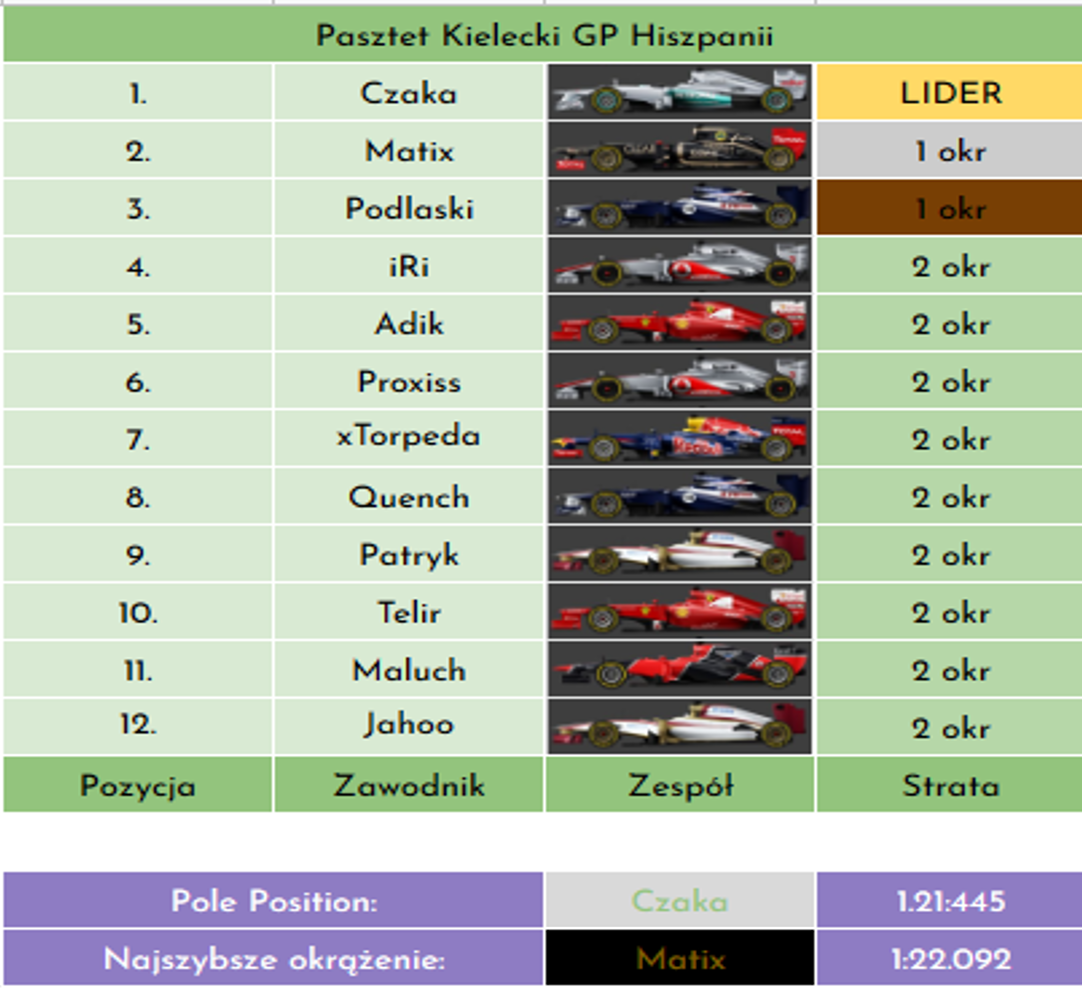 Pasztet Kielecki GP Hiszpanii
1. Czaka LIDER
2. Matix 1 okr
3. Podlaski 1 okr
4. iRi 2 okr
5. Adik 2 okr
6. Proxiss 2 okr
7. xTorpeda 2 okr
8. Quench 2 okr
9. Patryk 2 okr
10. Telir 2 okr
11. Maluch 2 okr
12. Jahoo 2 okr
Pozycja Zawodnik Zespół Strata
Pole Position: Czaka 1.21:445
Najszybsze okrążenie: Matix 1:22.092